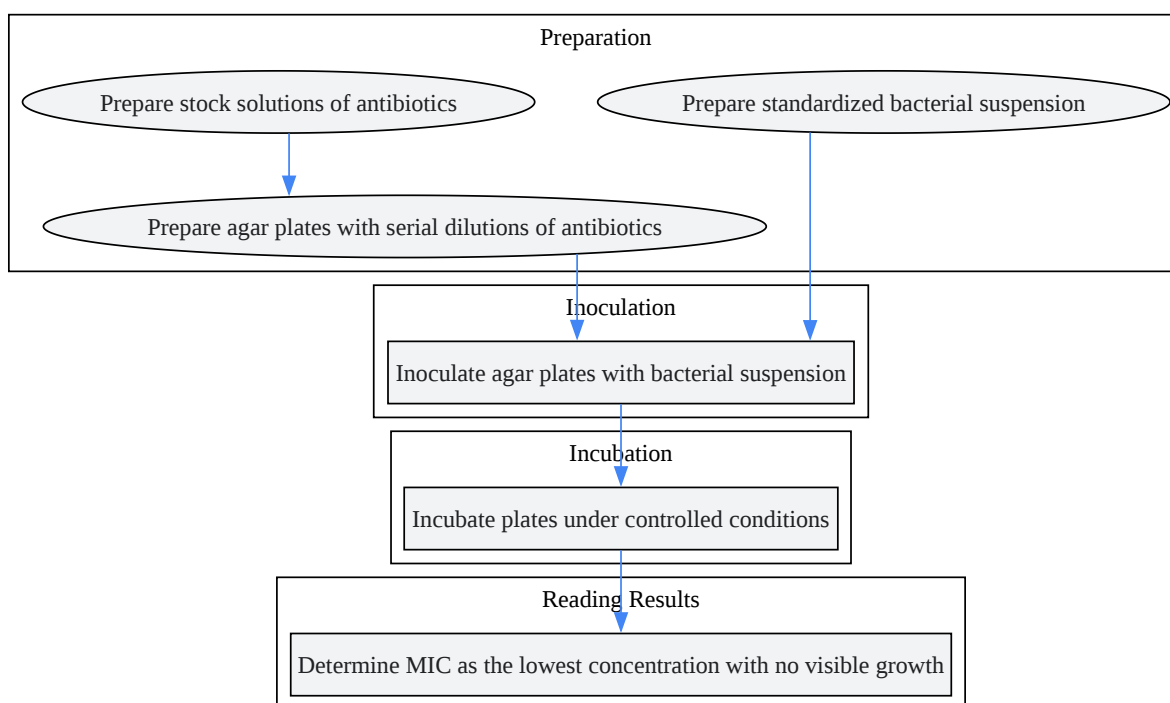 Preparation
Prepare stock solutions of antibiotics
Prepare standardized bacterial suspension
Prepare agar plates with serial dilutions of antibiotics
Inoculation
Inoculate agar plates with bacterial suspension
Incubation
Incubate plates under controlled conditions
Reading Results
Determine MIC as the lowest concentration with no visible growth